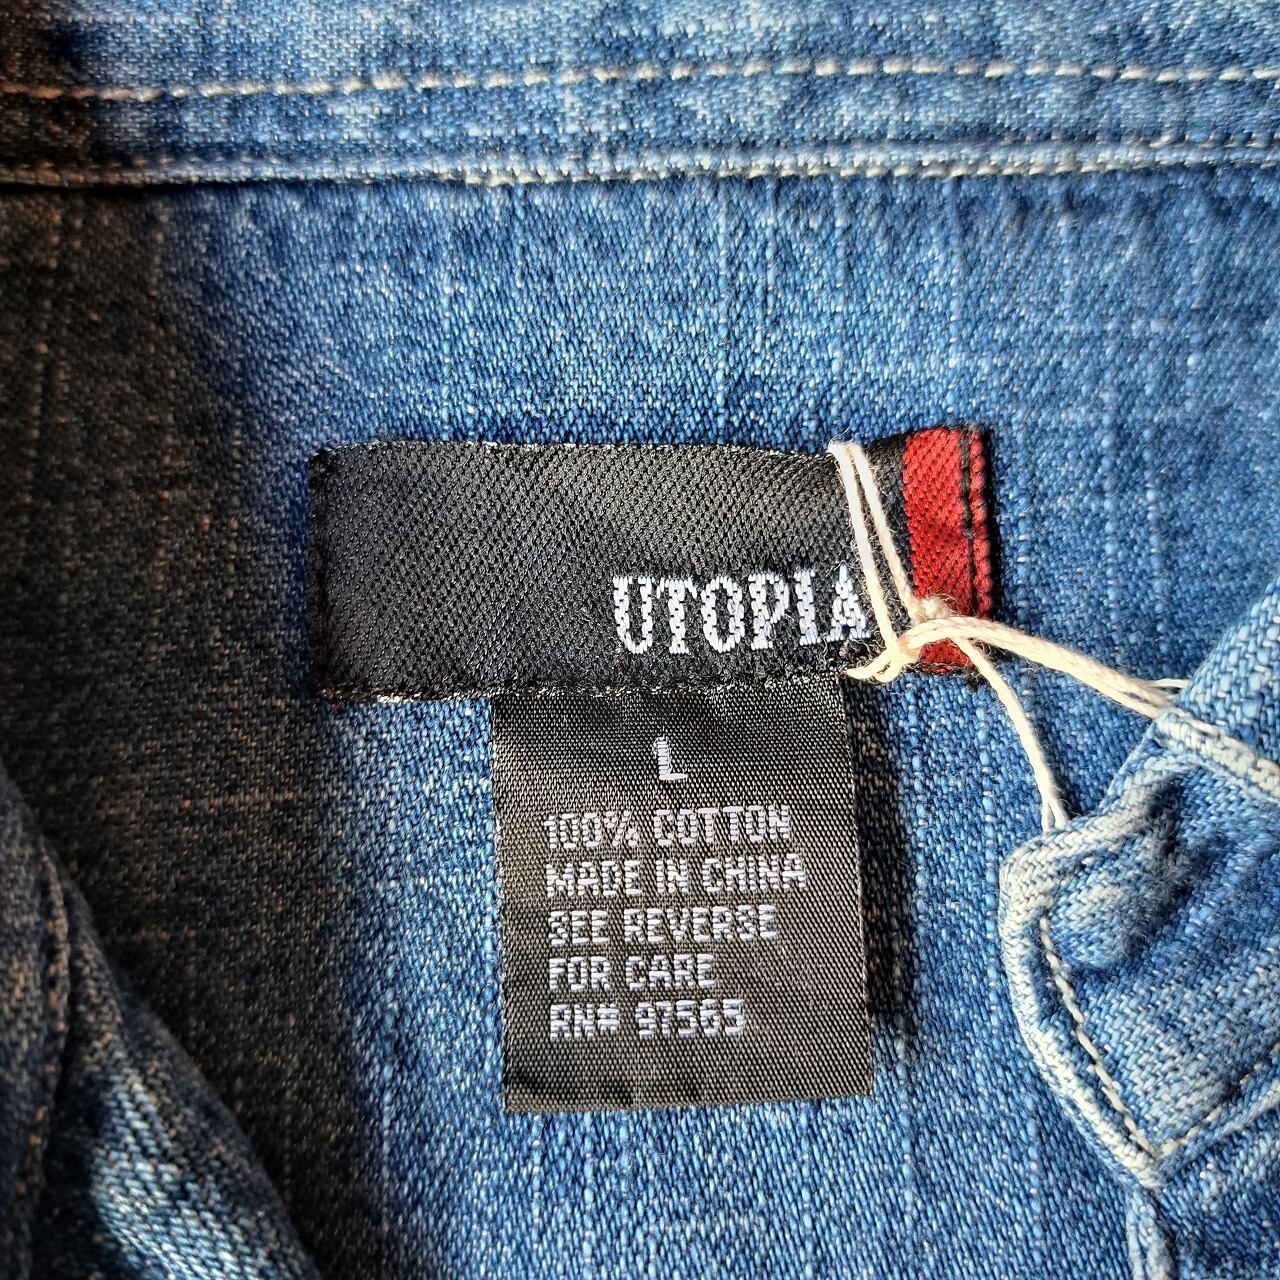 UTOPIA
L
100% COTTON
MADE IN CHINA
SEE REVERSE
FOR CARE
RN# 97565